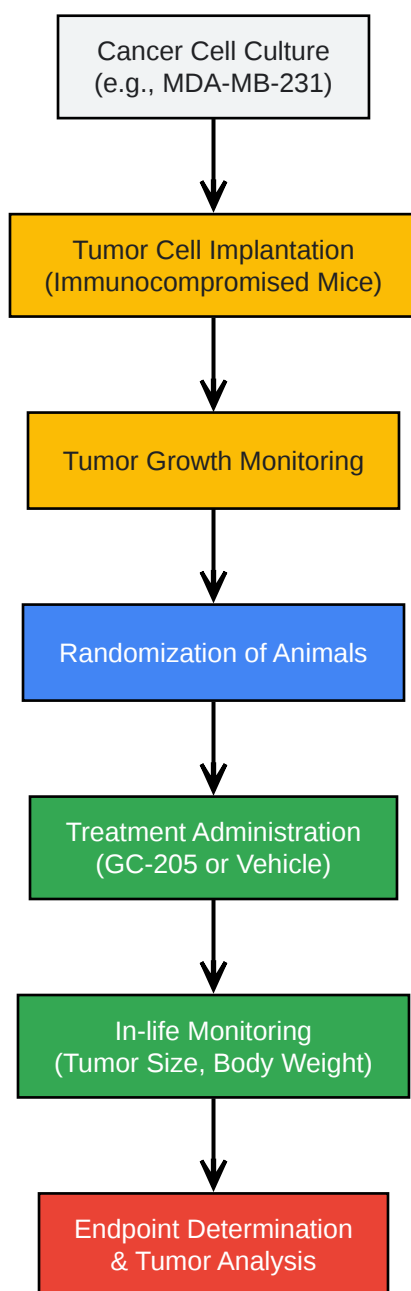 Cancer Cell Culture
(e.g., MDA-MB-231)
Tumor Cell Implantation
(Immunocompromised Mice)
Tumor Growth Monitoring
Randomization of Animals
Treatment Administration
(GC-205 or Vehicle)
In-life Monitoring
(Tumor Size, Body Weight)
Endpoint Determination
& Tumor Analysis